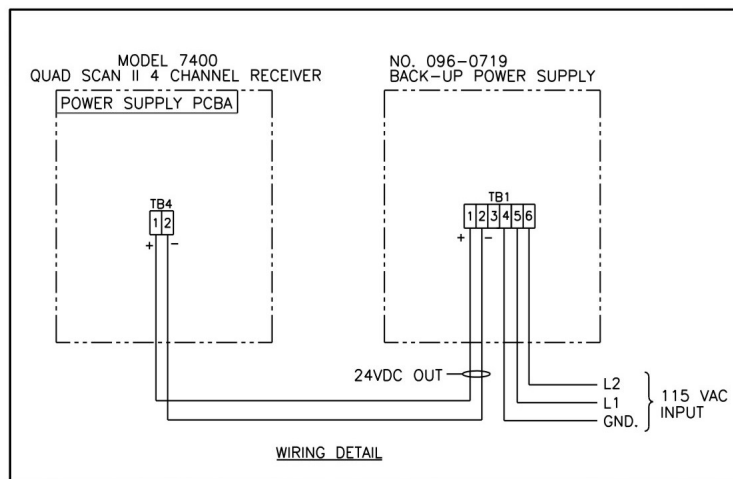 MODEL 7400
QUAD SCAN II 4 CHANNEL RECEIVER
POWER SUPPLY PCBA
TB4
1 2
+ −
NO. 096-0719
BACK-UP POWER SUPPLY
TB1
1 2 3 4 5 6
+ −
24VDC OUT
L2
L1
GND.
115 VAC
INPUT
WIRING DETAIL